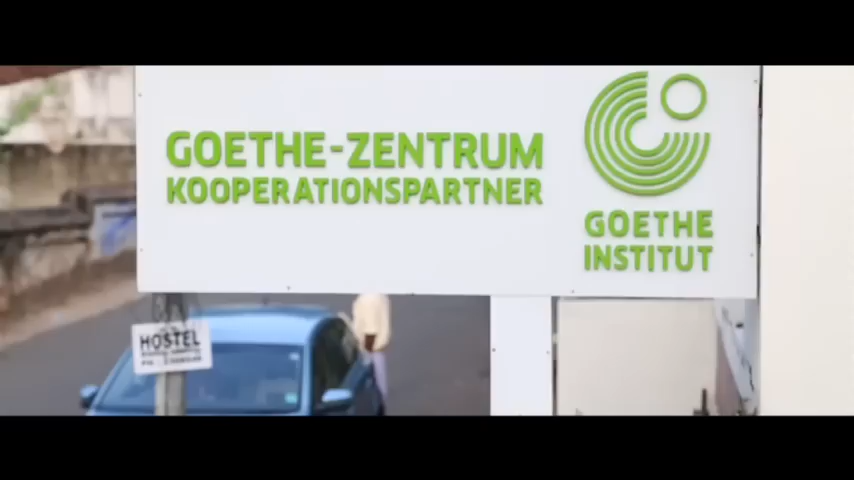 GOETHE-ZENTRUM
KOOPERATIONSPARTNER
GOETHE
INSTITUT
HOSTEL